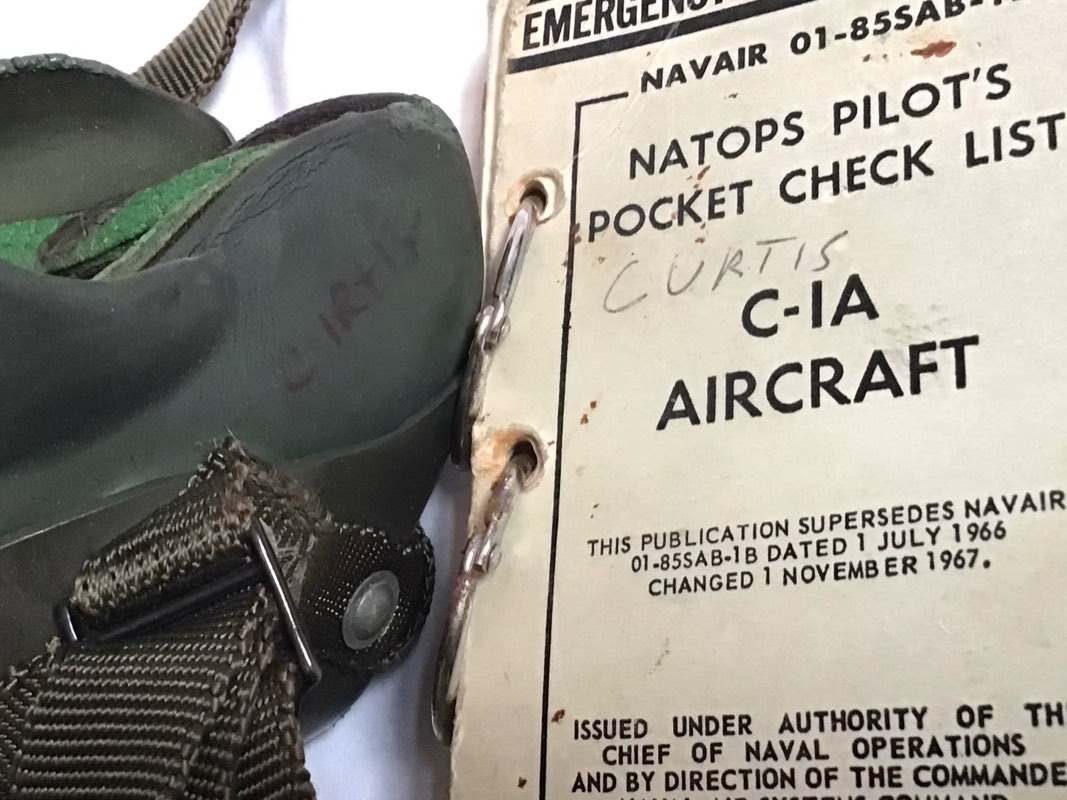 NAVAIR 01-85SAB-1
NATOPS PILOT'S
POCKET CHECK LIST
CURTIS
C-1A
AIRCRAFT
THIS PUBLICATION SUPERSEDES NAVAIR
01-85SAB-1B DATED 1 JULY 1966
CHANGED 1 NOVEMBER 1967.
ISSUED UNDER AUTHORITY OF TH
CHIEF OF NAVAL OPERATIONS
AND BY DIRECTION OF THE COMMANDE